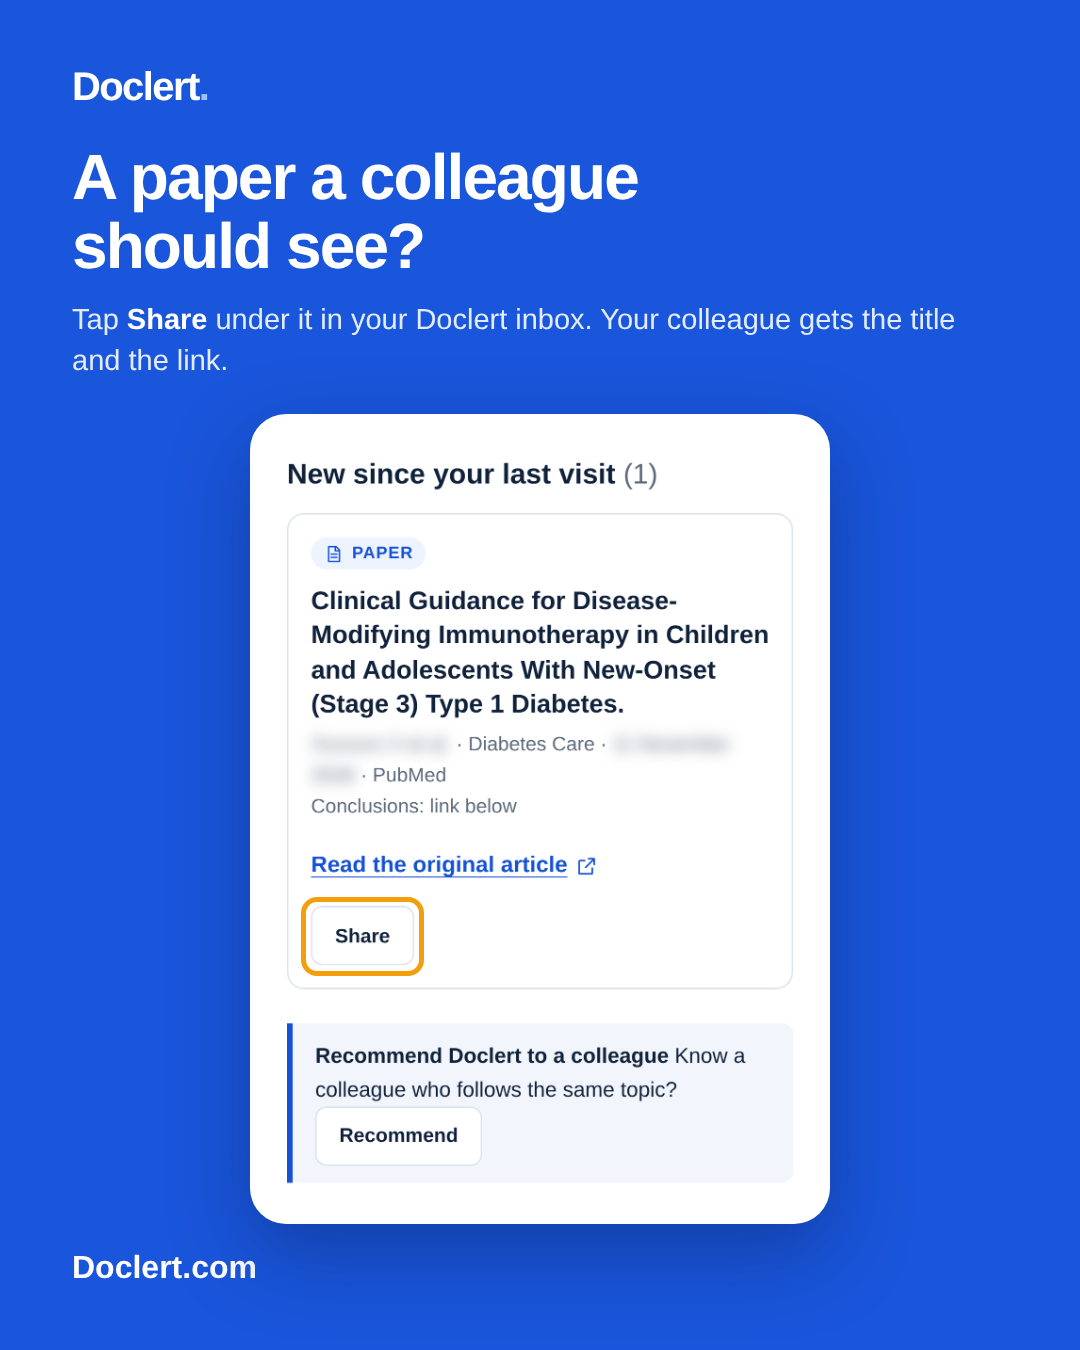 Doclert.
A paper a colleague
should see?
Tap Share under it in your Doclert inbox. Your colleague gets the title
and the link.
New since your last visit (1)
PAPER
Clinical Guidance for Disease-
Modifying Immunotherapy in Children
and Adolescents With New-Onset
(Stage 3) Type 1 Diabetes.
· Diabetes Care ·
· PubMed
Conclusions: link below
Read the original article
Share
Recommend Doclert to a colleague Know a
colleague who follows the same topic?
Recommend
Doclert.com